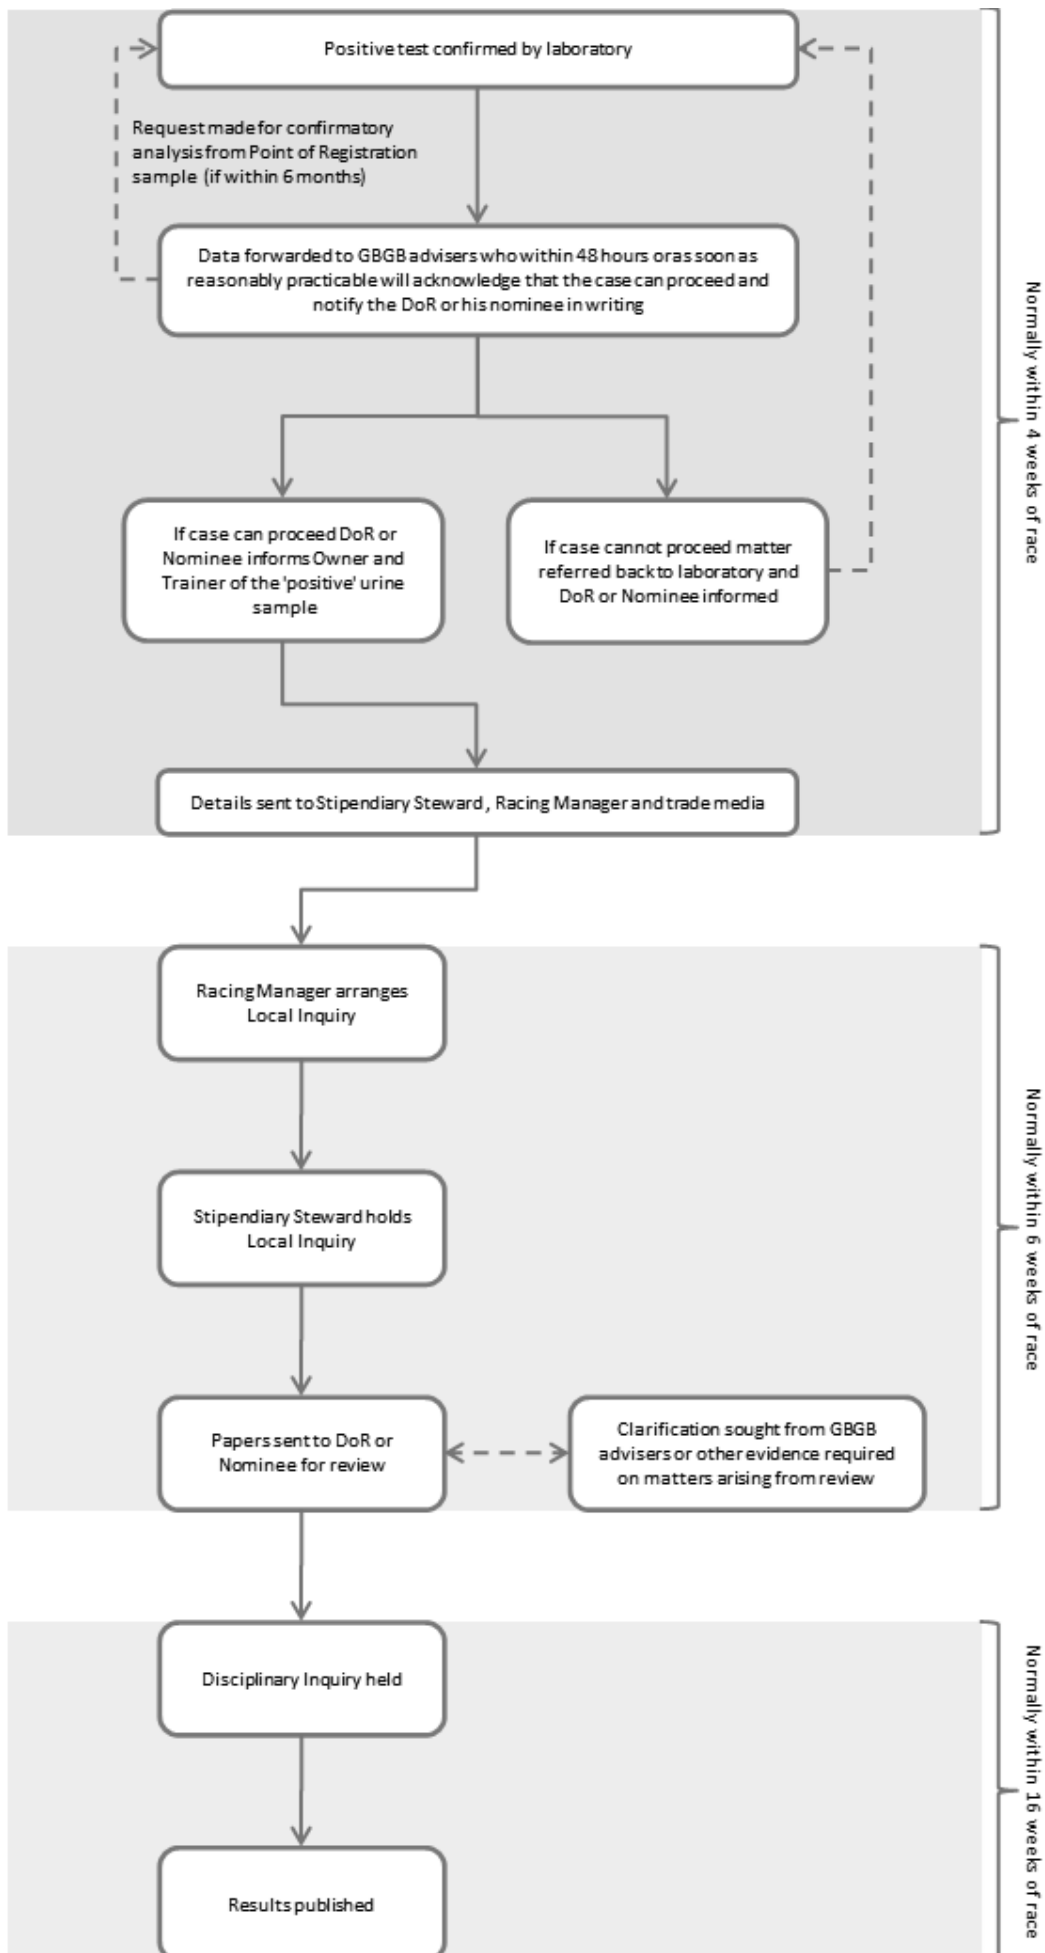 Positive test confirmed by laboratory
Request made for confirmatory
analysis from Point of Registration
sample (if within 6 months)
Data forwarded to GBGB advisers who within 48 hours or as soon as
reasonably practicable will acknowledge that the case can proceed and
notify the DoR or his nominee in writing
If case can proceed DoR or
Nominee informs Owner and
Trainer of the 'positive' urine
sample
If case cannot proceed matter
referred back to laboratory and
DoR or Nominee informed
Details sent to Stipendiary Steward, Racing Manager and trade media
Normally within 4 weeks of race
Racing Manager arranges
Local Inquiry
Stipendiary Steward holds
Local Inquiry
Papers sent to DoR or
Nominee for review
Clarification sought from GBGB
advisers or other evidence required
on matters arising from review
Normally within 6 weeks of race
Disciplinary Inquiry held
Results published
Normally within 16 weeks of race